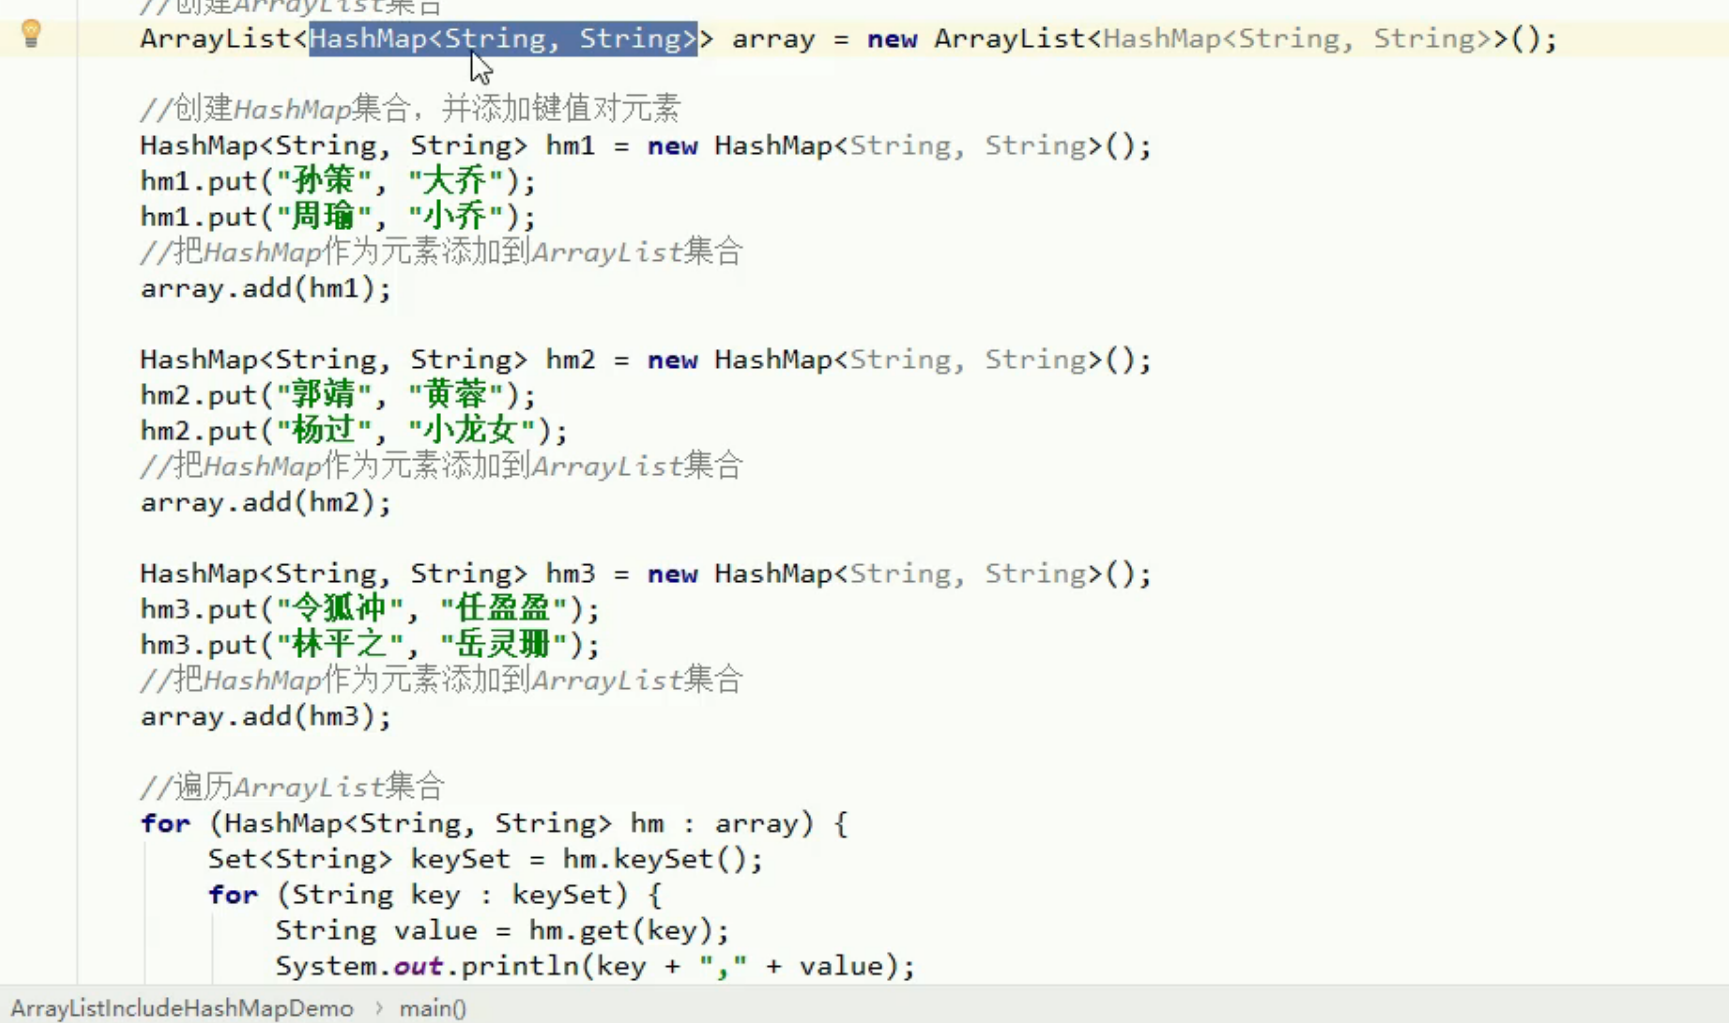 //创建ArrayList集合
ArrayList<HashMap<String, String>> array = new ArrayList<HashMap<String, String>>();
//创建HashMap集合，并添加键值对元素
HashMap<String, String> hm1 = new HashMap<String, String>();
hm1.put("孙策", "大乔");
hm1.put("周瑜", "小乔");
//把HashMap作为元素添加到ArrayList集合
array.add(hm1);
HashMap<String, String> hm2 = new HashMap<String, String>();
hm2.put("郭靖", "黄蓉");
hm2.put("杨过", "小龙女");
//把HashMap作为元素添加到ArrayList集合
array.add(hm2);
HashMap<String, String> hm3 = new HashMap<String, String>();
hm3.put("令狐冲", "任盈盈");
hm3.put("林平之", "岳灵珊");
//把HashMap作为元素添加到ArrayList集合
array.add(hm3);
//遍历ArrayList集合
for (HashMap<String, String> hm : array) {
Set<String> keySet = hm.keySet();
for (String key : keySet) {
String value = hm.get(key);
System.out.println(key + "," + value);
ArrayListIncludeHashMapDemo › main()